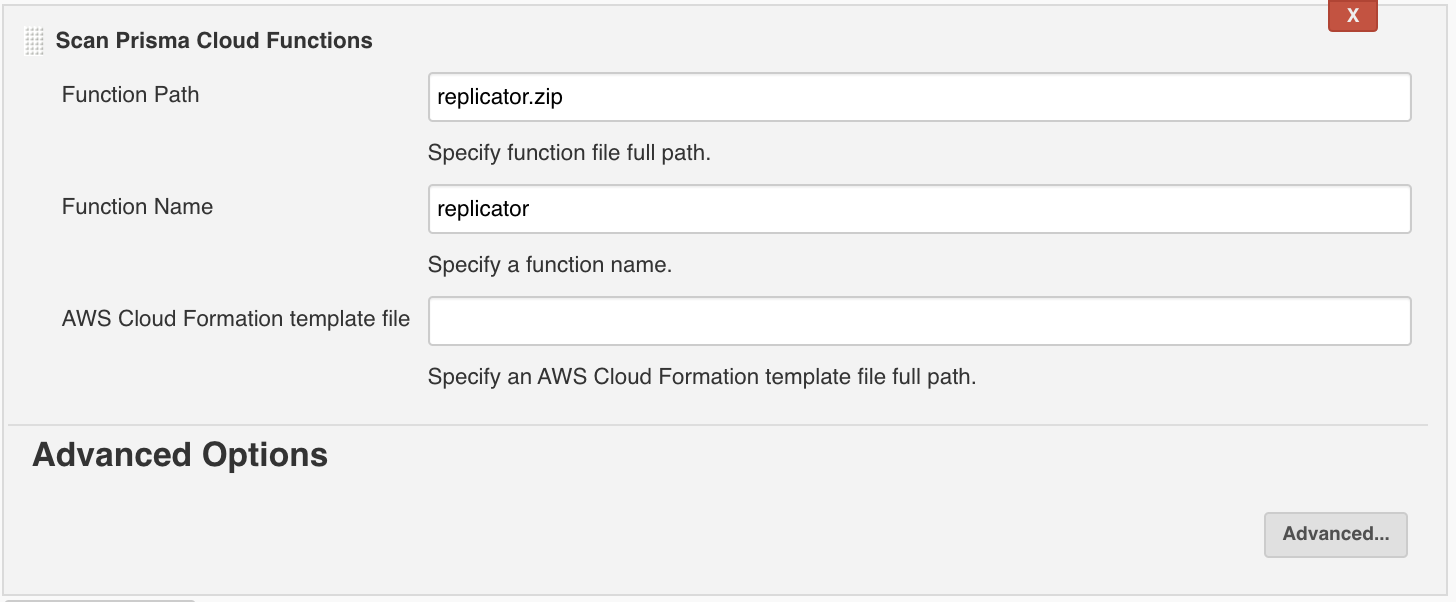 X
Scan Prisma Cloud Functions
Function Path
replicator.zip
Specify function file full path.
Function Name
replicator
Specify a function name.
AWS Cloud Formation template file
Specify an AWS Cloud Formation template file full path.
Advanced Options
Advanced...